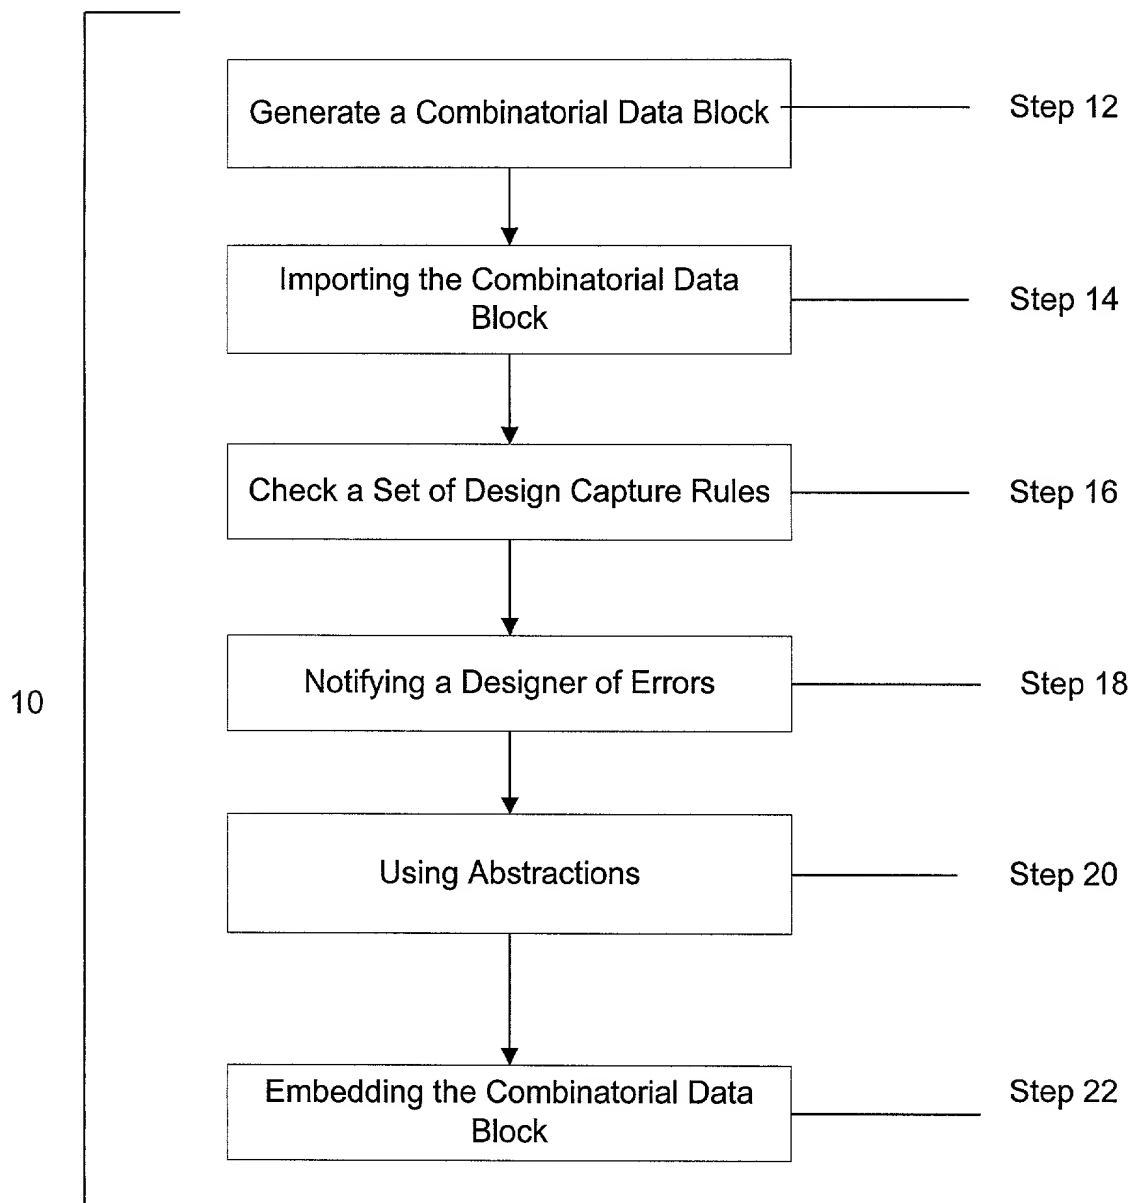 Generate a Combinatorial Data Block
Step 12
Importing the Combinatorial Data
Block
Step 14
Check a Set of Design Capture Rules
Step 16
Notifying a Designer of Errors
Step 18
10
Using Abstractions
Step 20
Embedding the Combinatorial Data
Block
Step 22